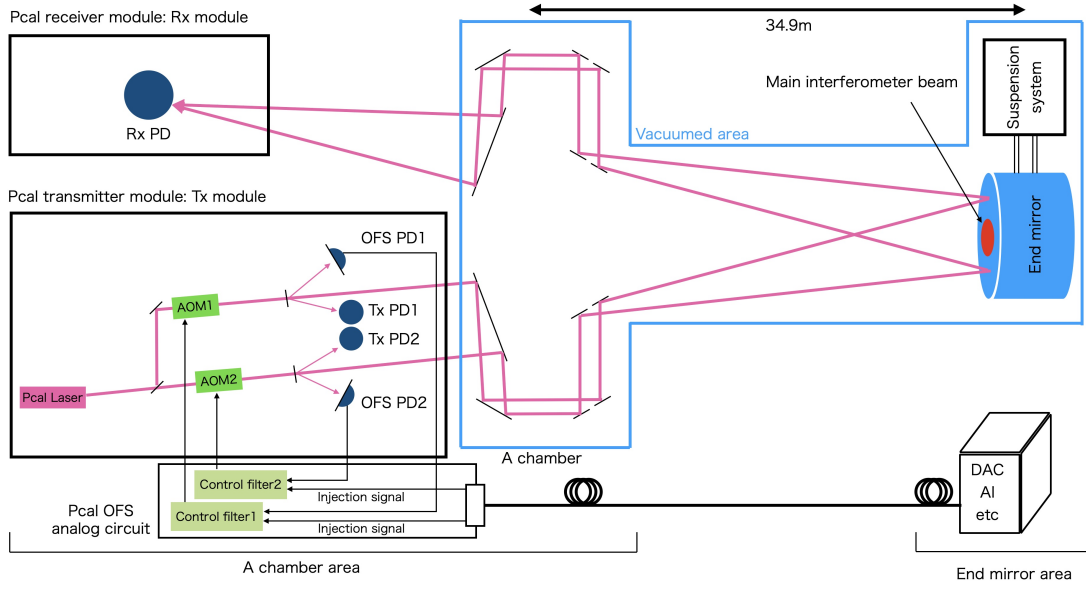 Pcal receiver module: Rx module
34.9m
Rx PD
Main interferometer beam
Suspension
system
Vacuumed area
End mirror
Pcal transmitter module: Tx module
OFS PD1
AOM1
Tx PD1
Tx PD2
AOM2
Pcal Laser
OFS PD2
A chamber
Control filter2
Injection signal
Pcal OFS
analog circuit
Control filter1
Injection signal
DAC
AI
etc
A chamber area
End mirror area